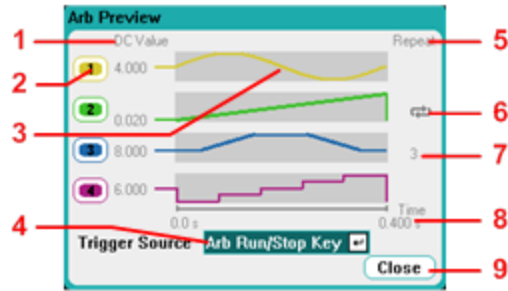 Arb Preview
1 DC Value Repeat 5
2 1 4.000
3 2 0.020 6
3 8.000 3 7
4 6.000
0.0 s Time 0.400 s 8
4 Trigger Source Arb Run/Stop Key
Close 9